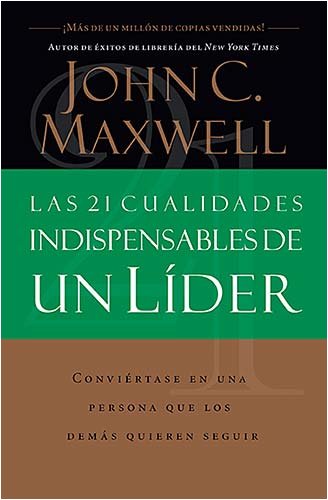 ¡MÁS DE UN MILLÓN DE COPIAS VENDIDAS!
AUTOR DE ÉXITOS DE LIBRERÍA DEL NEW YORK TIMES
JOHN C.
MAXWELL
21
LAS 21 CUALIDADES
INDISPENSABLES DE
UN LÍDER
CONVIÉRTASE EN UNA
PERSONA QUE LOS
DEMÁS QUIEREN SEGUIR